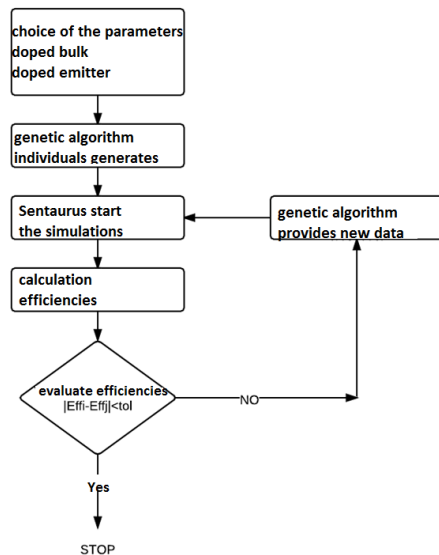 choice of the parameters
doped bulk
doped emitter
genetic algorithm
individuals generates
Sentaurus start
the simulations
genetic algorithm
provides new data
calculation
efficiencies
evaluate efficiencies
|Effi-Effj|<tol
NO
Yes
STOP